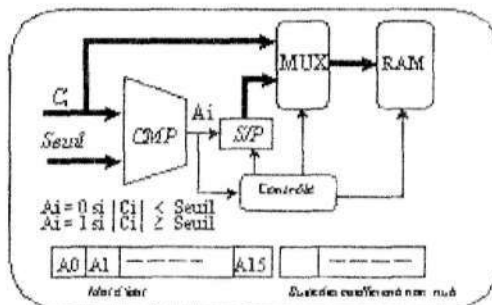 MUX
RAM
Ci
Ai
Seuil
CMP
S/P
Contrôle
Ai = 0 si | Ci | < Seuil
Ai = 1 si | Ci | ≥ Seuil
A0 A1 A15